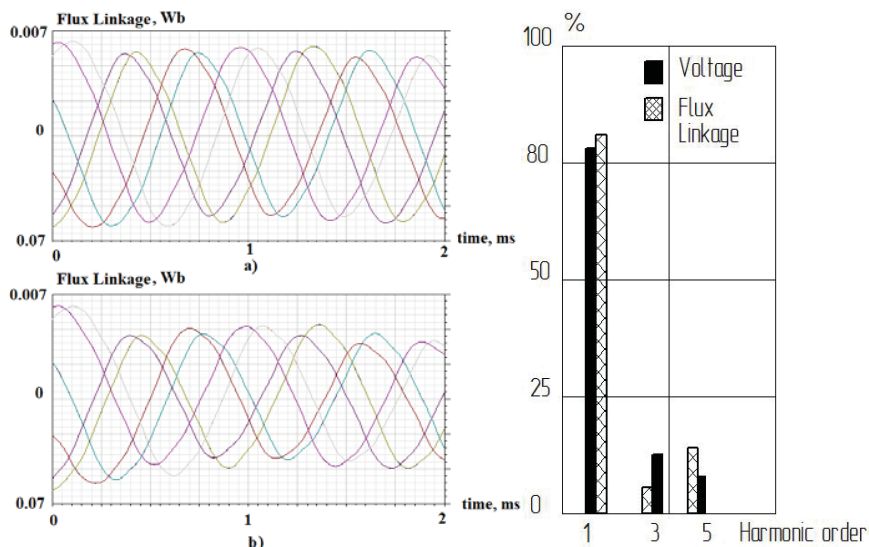 Flux Linkage, Wb
0.007
0
0.07
0
1
2
time, ms
a)
Flux Linkage, Wb
0.007
0
0.07
0
1
2
time, ms
b)
%
100
80
50
25
0
Voltage
Flux
Linkage
1 3 5 Harmonic order